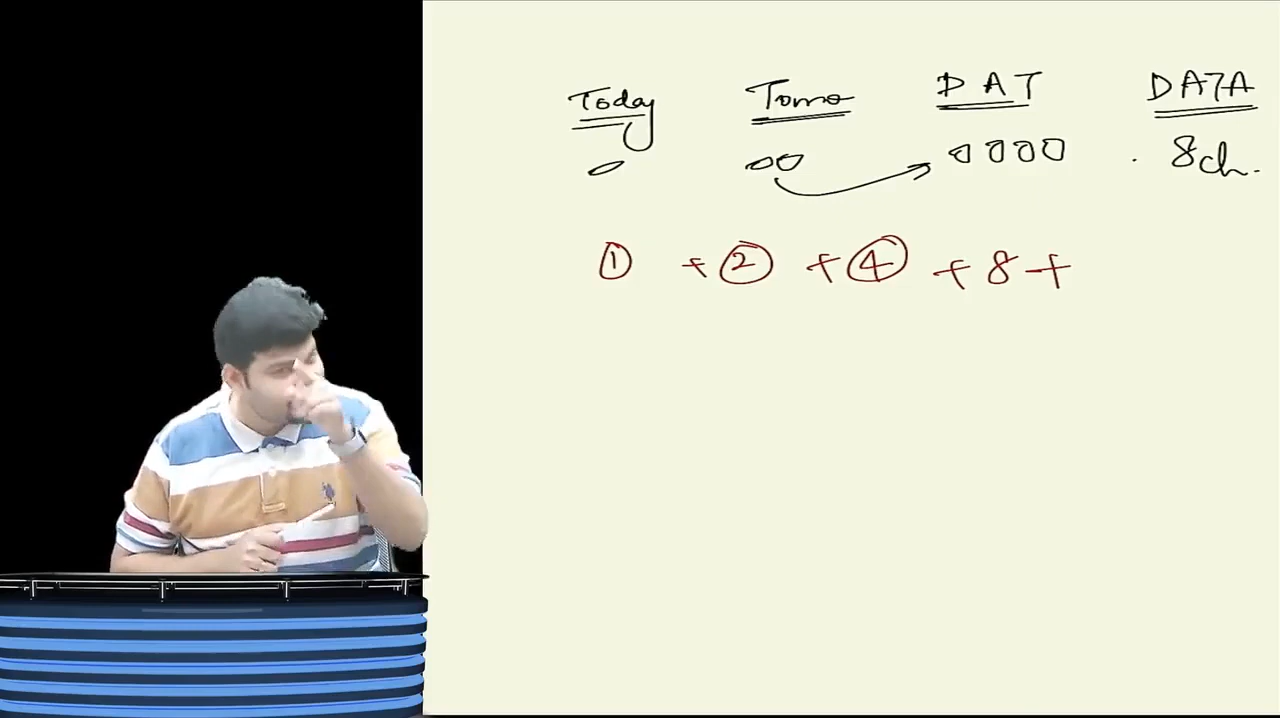 Today Tomo DAT DATA
0 00 0000 . 8ch.
1 + 2 + 4 + 8 +